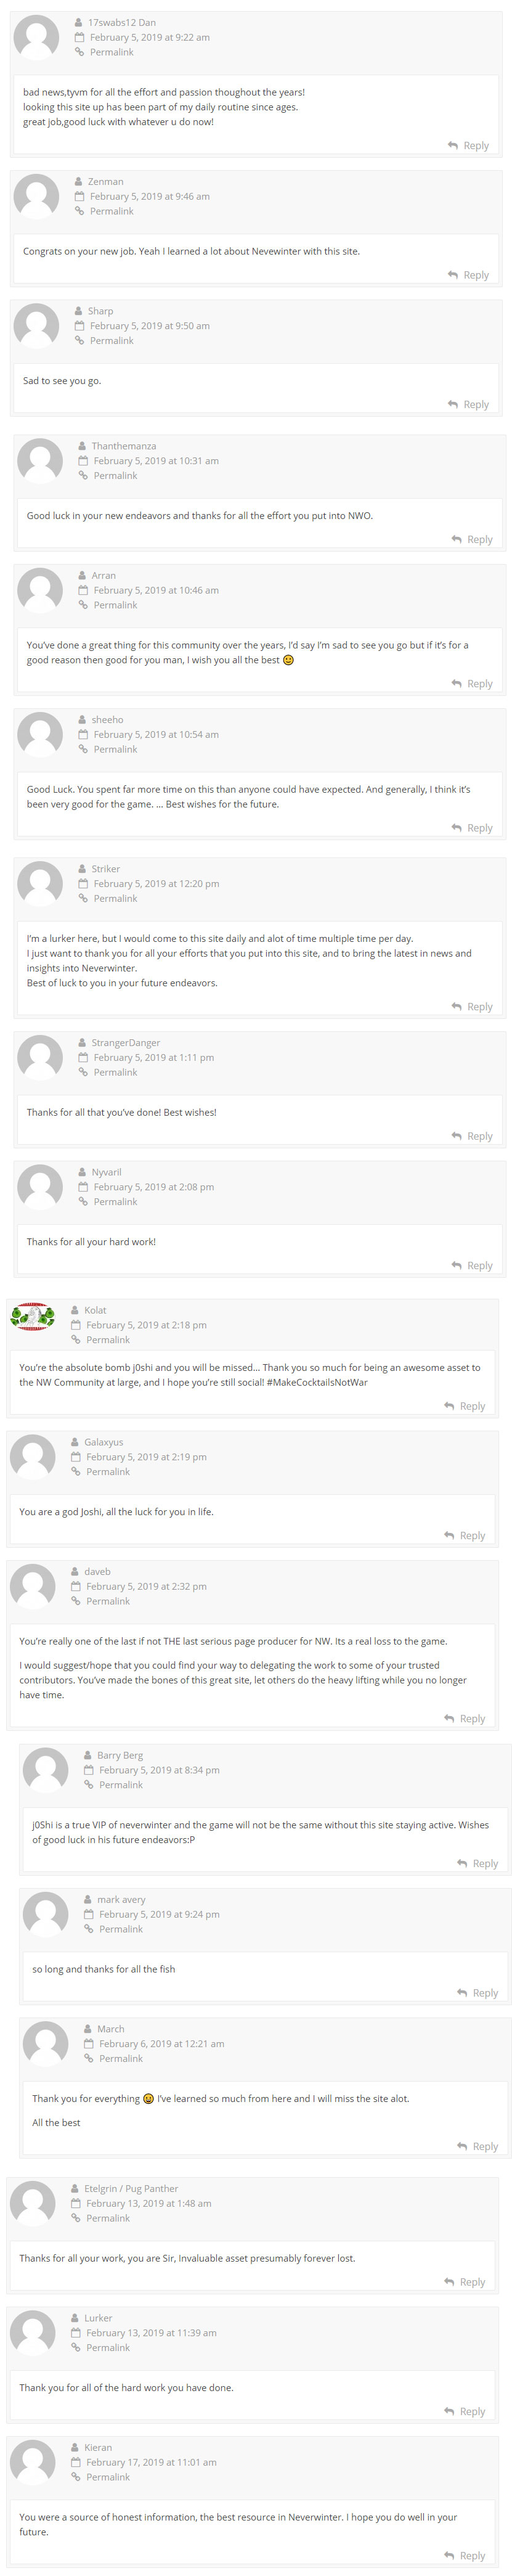 17swabs12 Dan
February 5, 2019 at 9:22 am
Permalink
bad news,tyvm for all the effort and passion thoughout the years!
looking this site up has been part of my daily routine since ages.
great job,good luck with whatever u do now!
Reply
Zenman
February 5, 2019 at 9:46 am
Permalink
Congrats on your new job. Yeah I learned a lot about Nevewinter with this site.
Reply
Sharp
February 5, 2019 at 9:50 am
Permalink
Sad to see you go.
Reply
Thanthemanza
February 5, 2019 at 10:31 am
Permalink
Good luck in your new endeavors and thanks for all the effort you put into NWO.
Reply
Arran
February 5, 2019 at 10:46 am
Permalink
You’ve done a great thing for this community over the years, I’d say I’m sad to see you go but if it’s for a
good reason then good for you man, I wish you all the best 😉
Reply
sheeho
February 5, 2019 at 10:54 am
Permalink
Good Luck. You spent far more time on this than anyone could have expected. And generally, I think it’s
been very good for the game. … Best wishes for the future.
Reply
Striker
February 5, 2019 at 12:20 pm
Permalink
I’m a lurker here, but I would come to this site daily and alot of time multiple time per day.
I just want to thank you for all your efforts that you put into this site, and to bring the latest in news and
insights into Neverwinter.
Best of luck to you in your future endeavors.
Reply
StrangerDanger
February 5, 2019 at 1:11 pm
Permalink
Thanks for all that you’ve done! Best wishes!
Reply
Nyvaril
February 5, 2019 at 2:08 pm
Permalink
Thanks for all your hard work!
Reply
Kolat
February 5, 2019 at 2:18 pm
Permalink
You’re the absolute bomb j0shi and you will be missed… Thank you so much for being an awesome asset to
the NW Community at large, and I hope you’re still social! #MakeCocktailsNotWar
Reply
Galaxyus
February 5, 2019 at 2:19 pm
Permalink
You are a god Joshi, all the luck for you in life.
Reply
daveb
February 5, 2019 at 2:32 pm
Permalink
You’re really one of the last if not THE last serious page producer for NW. Its a real loss to the game.
I would suggest/hope that you could find your way to delegating the work to some of your trusted
contributors. You’ve made the bones of this great site, let others do the heavy lifting while you no longer
have time.
Reply
Barry Berg
February 5, 2019 at 8:34 pm
Permalink
j0Shi is a true VIP of neverwinter and the game will not be the same without this site staying active. Wishes
of good luck in his future endeavors:P
Reply
mark avery
February 5, 2019 at 9:24 pm
Permalink
so long and thanks for all the fish
Reply
March
February 6, 2019 at 12:21 am
Permalink
Thank you for everything 😀 I’ve learned so much from here and I will miss the site alot.
All the best
Reply
Etelgrin / Pug Panther
February 13, 2019 at 1:48 am
Permalink
Thanks for all your work, you are Sir, Invaluable asset presumably forever lost.
Reply
Lurker
February 13, 2019 at 11:39 am
Permalink
Thank you for all of the hard work you have done.
Reply
Kieran
February 17, 2019 at 11:01 am
Permalink
You were a source of honest information, the best resource in Neverwinter. I hope you do well in your
future.
Reply